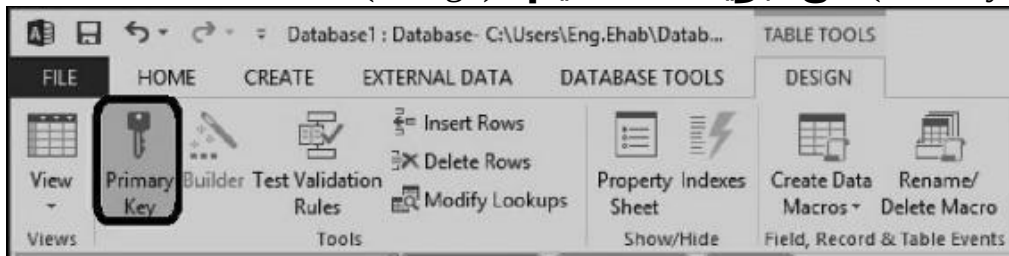 Database1 : Database- C:\Users\Eng.Ehab\Datab...
TABLE TOOLS
FILE HOME CREATE EXTERNAL DATA DATABASE TOOLS DESIGN
View
Primary Key
Builder
Test Validation Rules
Insert Rows
Delete Rows
Modify Lookups
Property Sheet
Indexes
Create Data Macros
Rename/ Delete Macro
Views
Tools
Show/Hide
Field, Record & Table Events